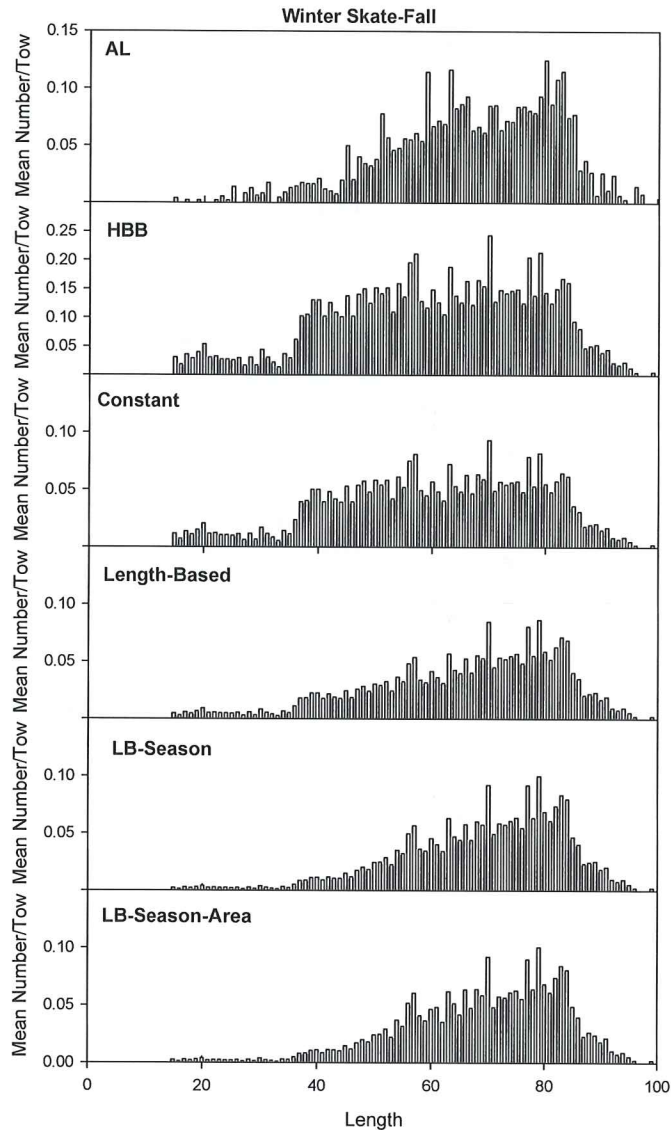 Winter Skate-Fall
AL
Mean Number/Tow
0.15
0.10
0.05
HBB
Mean Number/Tow
0.25
0.20
0.15
0.10
0.05
Constant
Mean Number/Tow
0.10
0.05
Length-Based
Mean Number/Tow
0.10
0.05
LB-Season
Mean Number/Tow
0.10
0.05
LB-Season-Area
Mean Number/Tow
0.10
0.05
0.00
0 20 40 60 80 100
Length